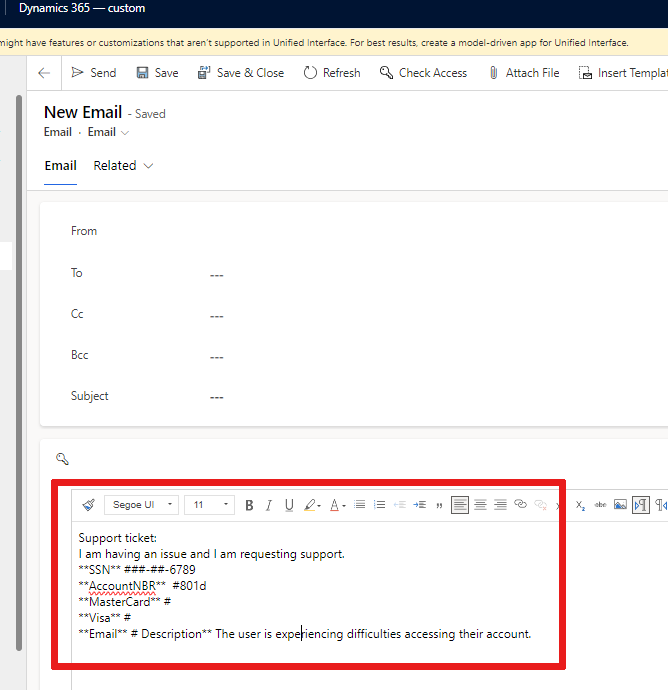 Dynamics 365 — custom
might have features or customizations that aren't supported in Unified Interface. For best results, create a model-driven app for Unified Interface.
Send Save Save & Close Refresh Check Access Attach File Insert
New Email - Saved
Email · Email
Email Related
From
To ---
Cc ---
Bcc ---
Subject ---
Segoe UI 11 B I U A " X₂ abc
Support ticket:
I am having an issue and I am requesting support.
**SSN** ###-##-6789
**AccountNBR** #801d
**MasterCard** #
**Visa** #
**Email** # Description** The user is experiencing difficulties accessing their account.